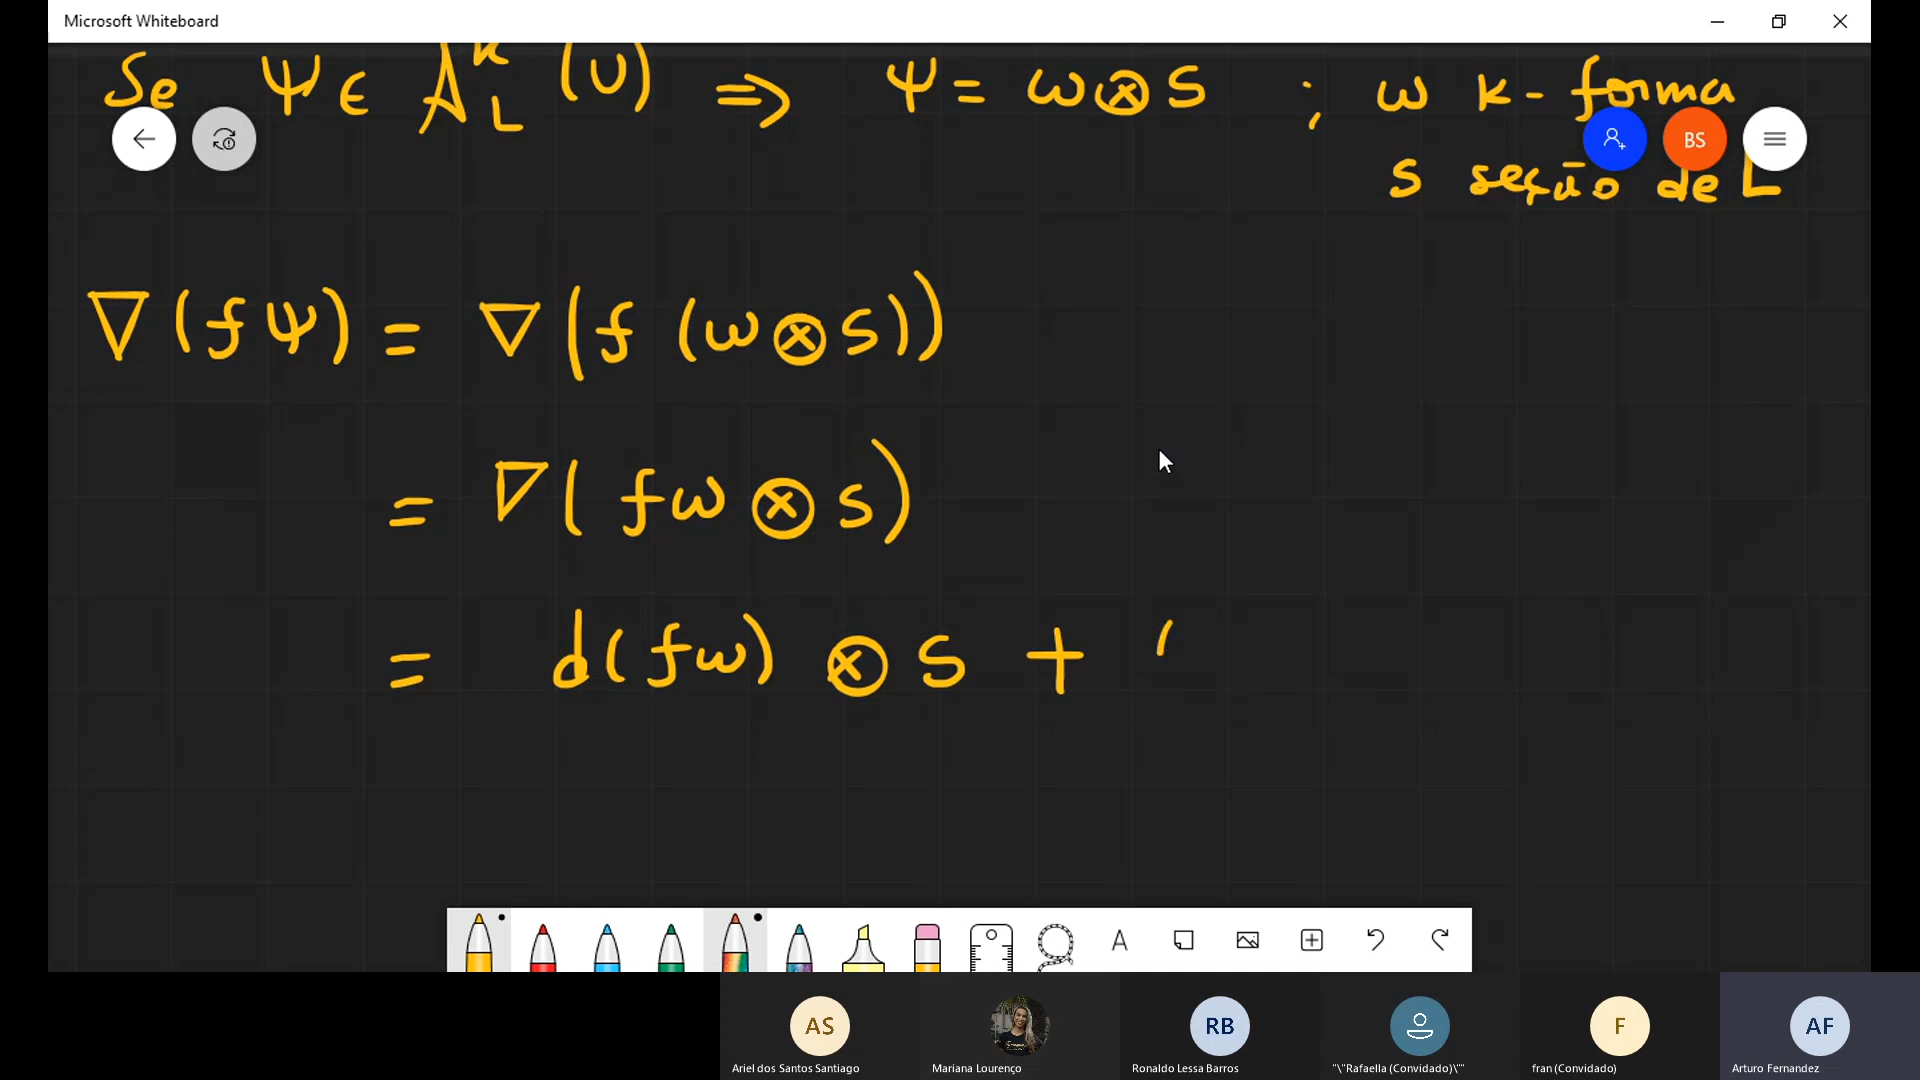 Microsoft Whiteboard
Se Ψ ∈ A^k_L (U) ⇒ Ψ = ω⊗s ; ω k-forma
BS
s seção de L
∇(fΨ) = ∇(f (ω⊗s))
= ∇( fω ⊗ s)
= d(fω) ⊗ s + (
A
AS
RB
F
AF
Ariel dos Santos Santiago
Mariana Lourenço
Ronaldo Lessa Barros
"\"Rafaella (Convidado)\""
fran (Convidado)
Arturo Fernandez